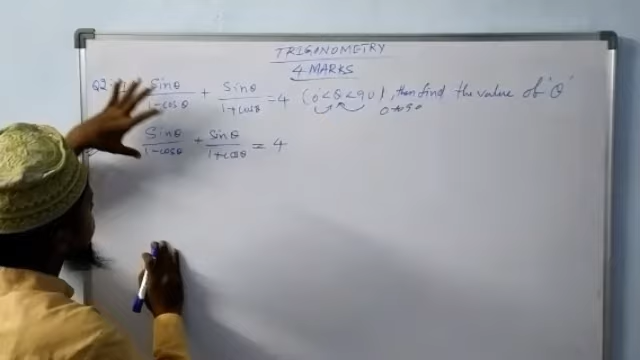 TRIGONOMETRY
4 MARKS
Q2. sinθ/1-cosθ + sinθ/1+cosθ = 4 (0°<θ<90°), then find the value of "θ"
0 to 90
sinθ/1-cosθ + sinθ/1+cosθ = 4